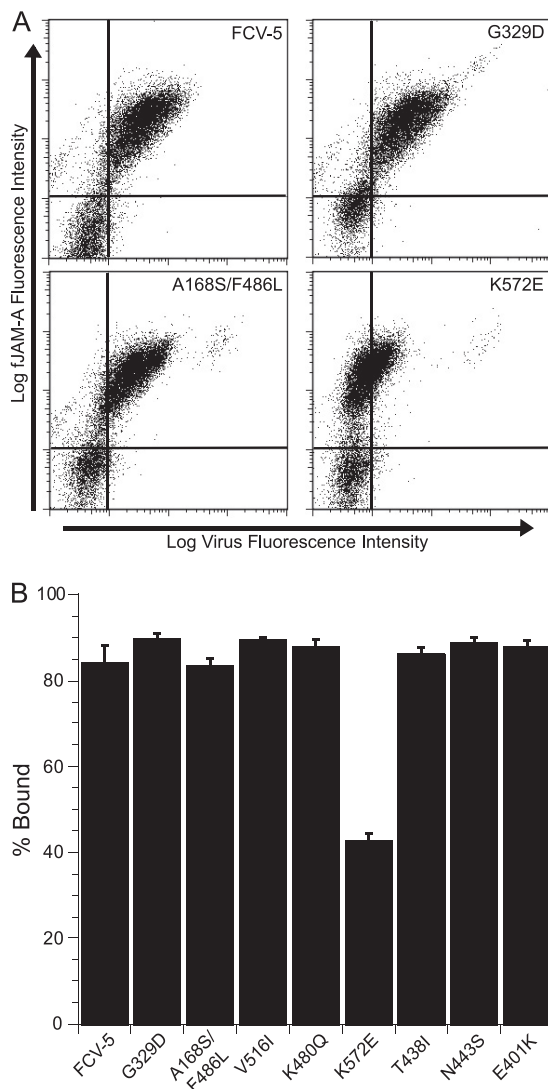 A
FCV-5
G329D
A168S/F486L
K572E
Log fJAM-A Fluorescence Intensity
Log Virus Fluorescence Intensity
B
% Bound
100
80
60
40
20
0
FCV-5
G329D
A168S/
F486L
V516I
K480Q
K572E
T438I
N443S
E401K